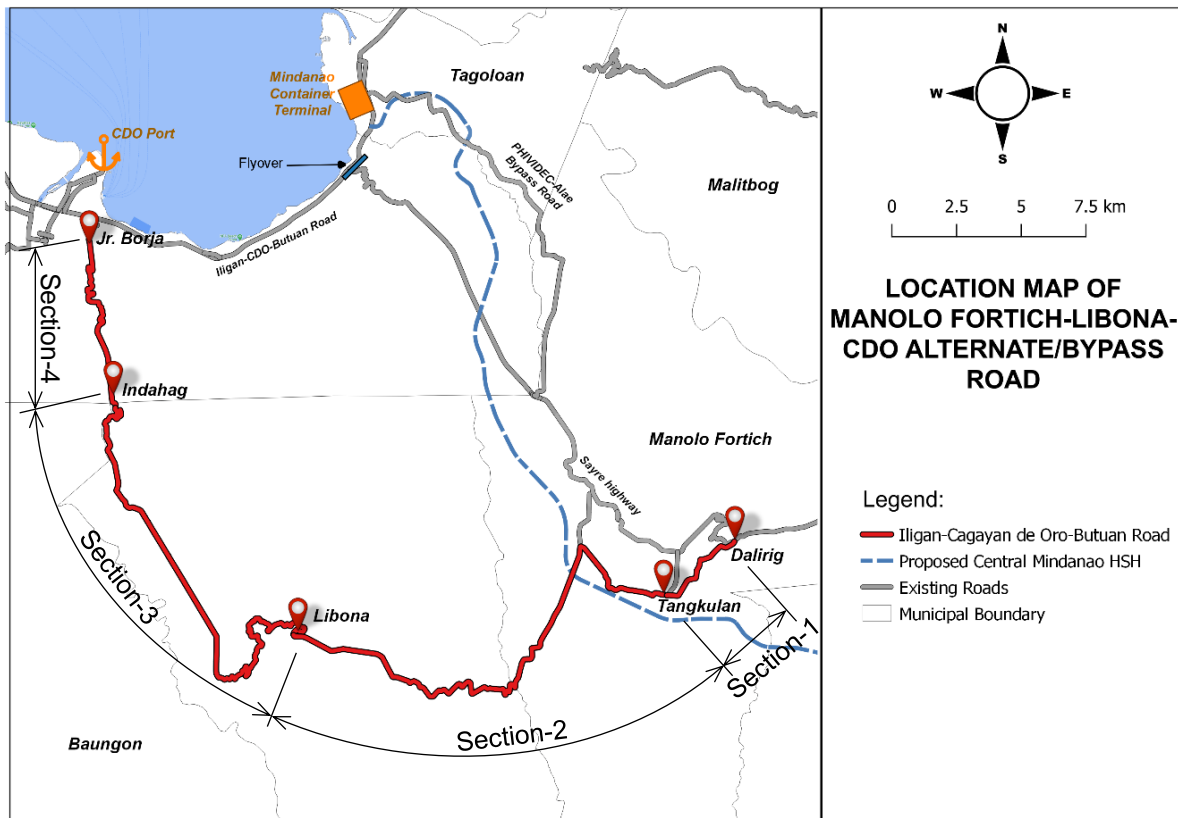 Mindanao
Container
Terminal
Tagoloan
CDO Port
Flyover
PHIVIDEC-Alae
Bypass Road
Malitbog
Jr. Borja
Iligan-CDO-Butuan Road
Section-4
Indahag
Manolo Fortich
Sayre highway
Dalirig
Tangkulan
Section-3
Libona
Section-1
Section-2
Baungon
N
W
E
S
0 2.5 5 7.5 km
LOCATION MAP OF
MANOLO FORTICH-LIBONA-
CDO ALTERNATE/BYPASS
ROAD
Legend:
Iligan-Cagayan de Oro-Butuan Road
Proposed Central Mindanao HSH
Existing Roads
Municipal Boundary